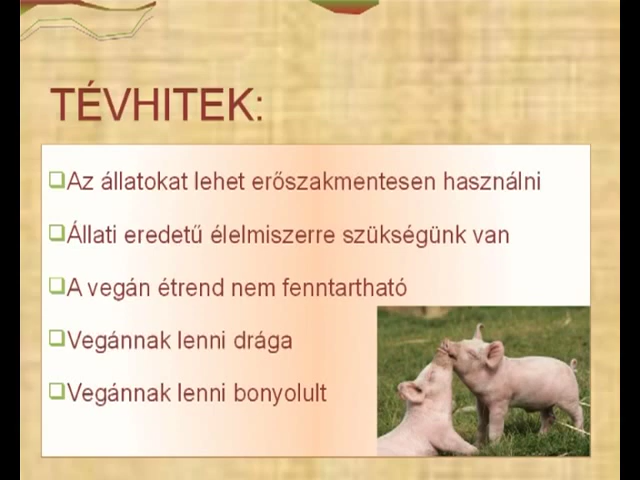 TÉVHITEK:
Az állatokat lehet erőszakmentesen használni
Állati eredetű élelmiszerre szükségünk van
A vegán étrend nem fenntartható
Vegánnak lenni drága
Vegánnak lenni bonyolult